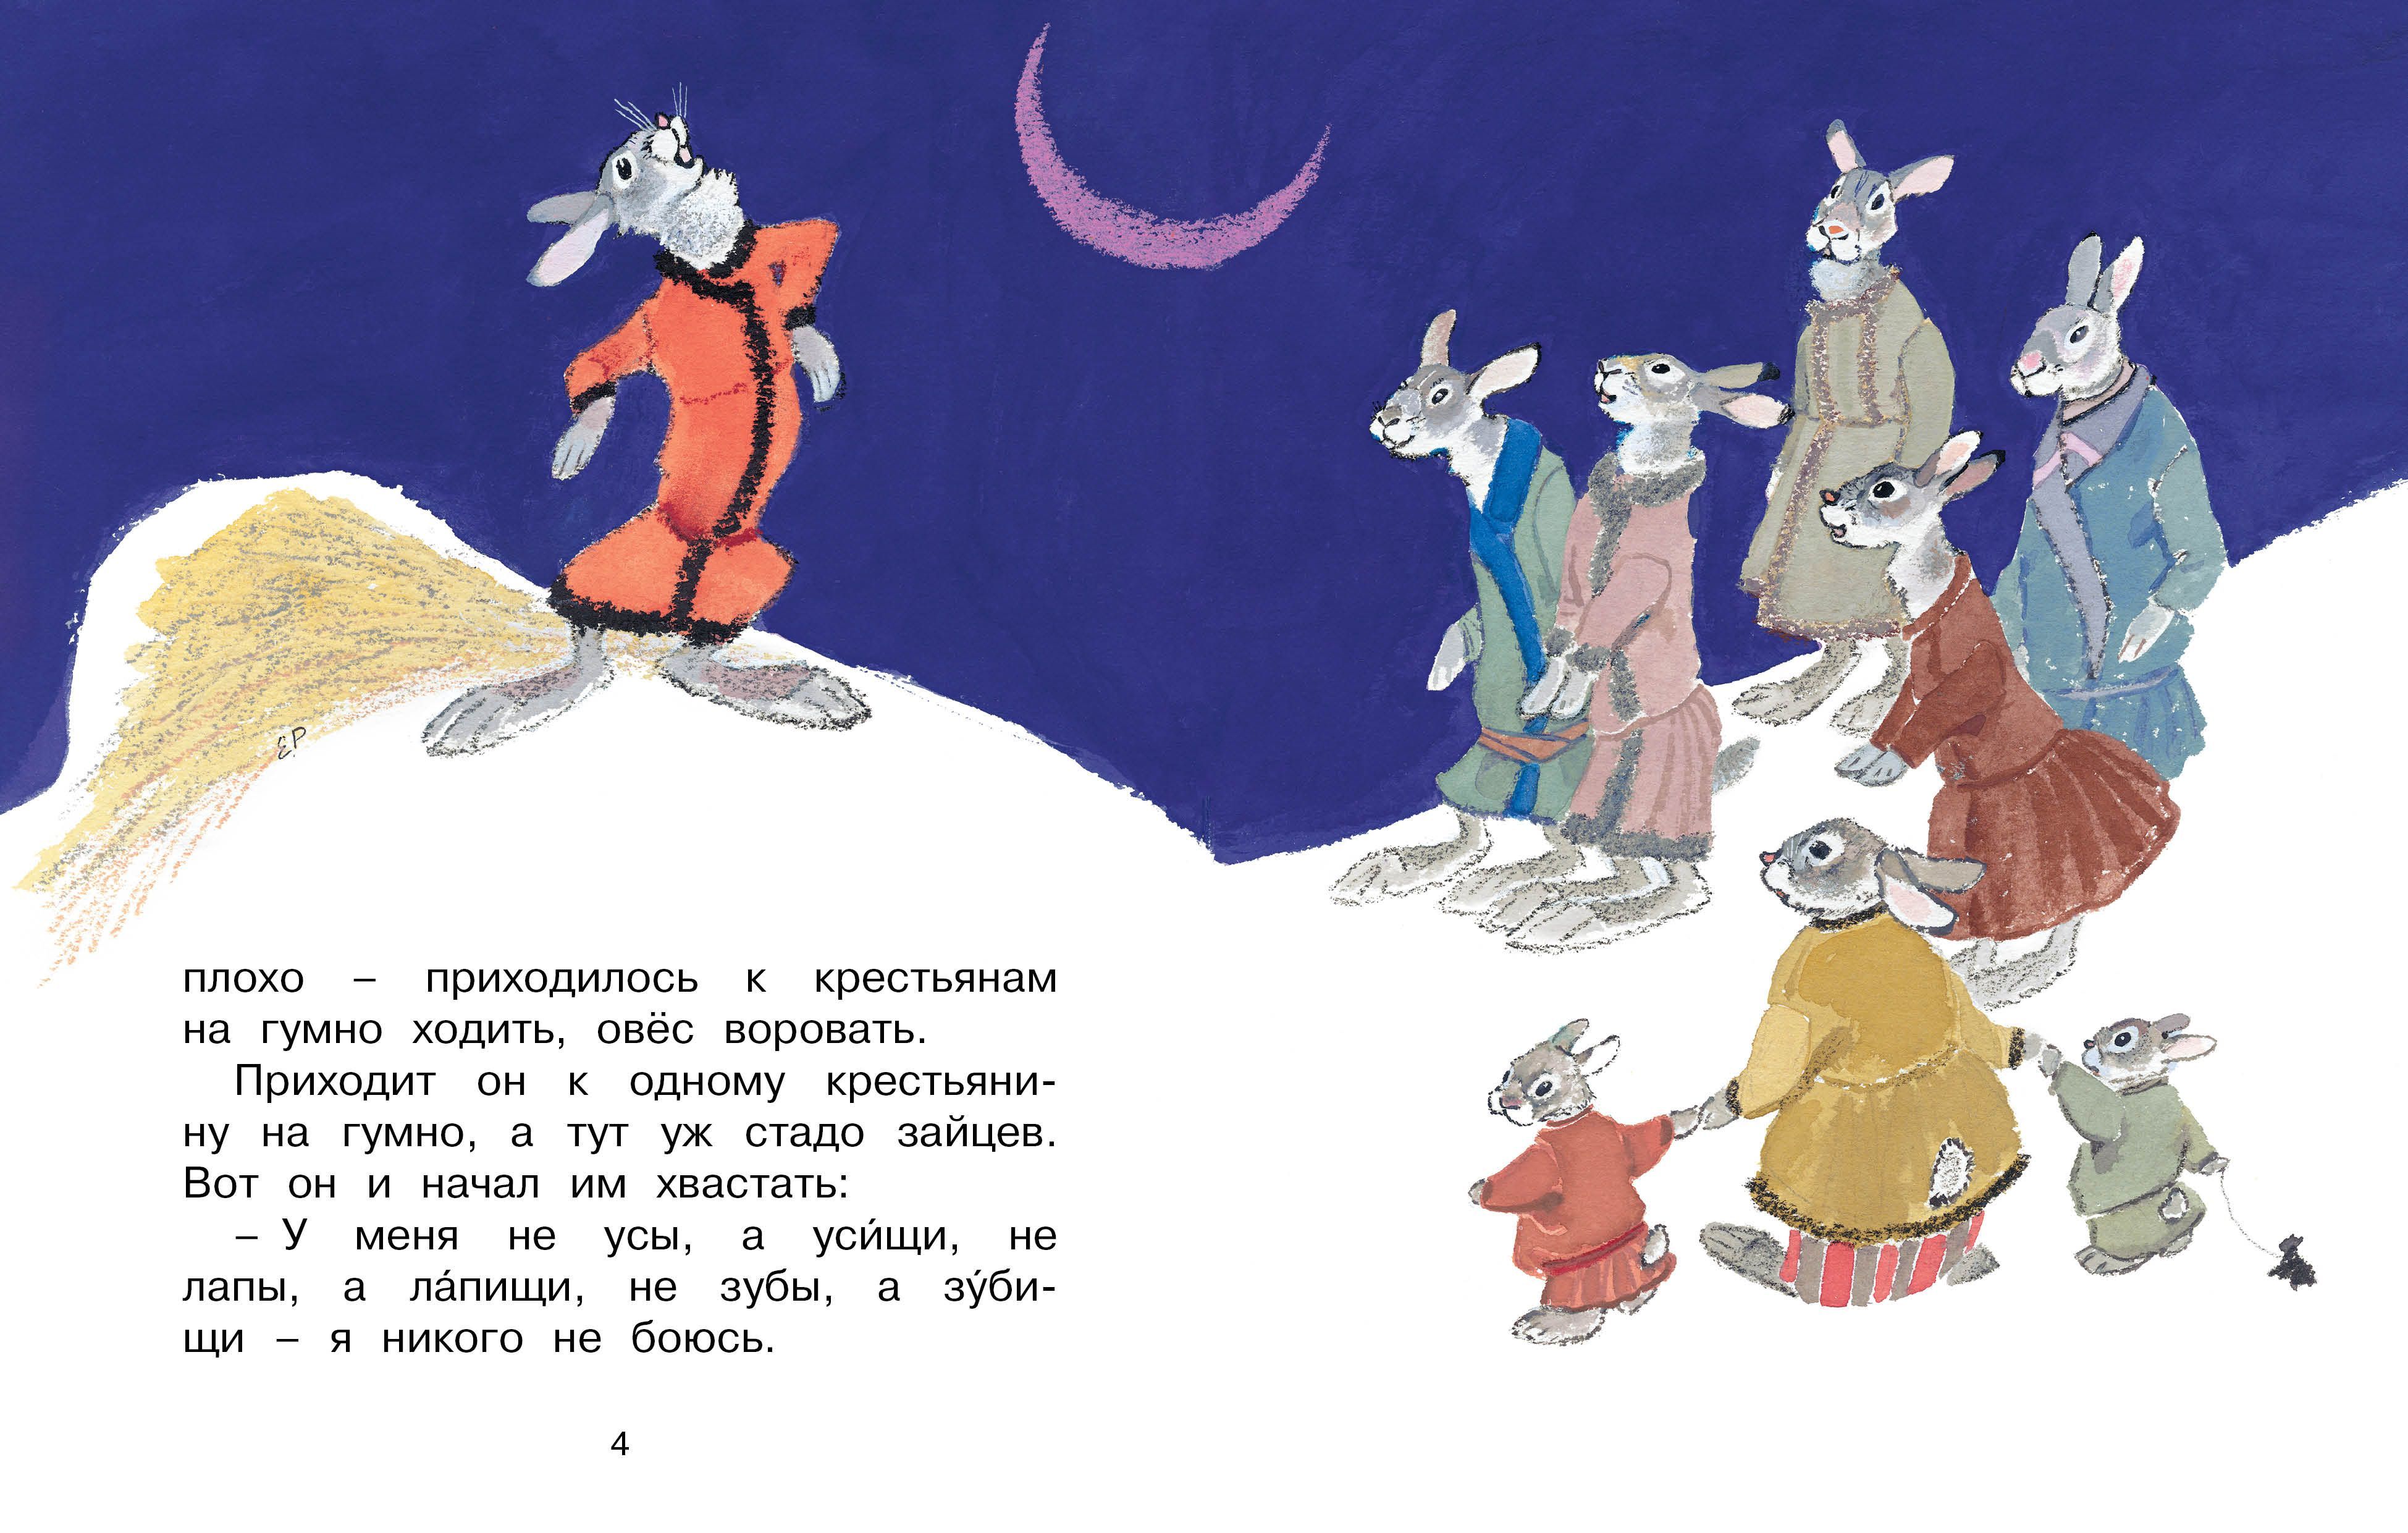 ЕР
плохо – приходилось к крестьянам
на гумно ходить, овёс воровать.
Приходит он к одному крестьяни-
ну на гумно, а тут уж стадо зайцев.
Вот он и начал им хвастать:
– У меня не усы, а уси́щи, не
лапы, а ла́пищи, не зубы, а зу́би-
щи – я никого не боюсь.
4